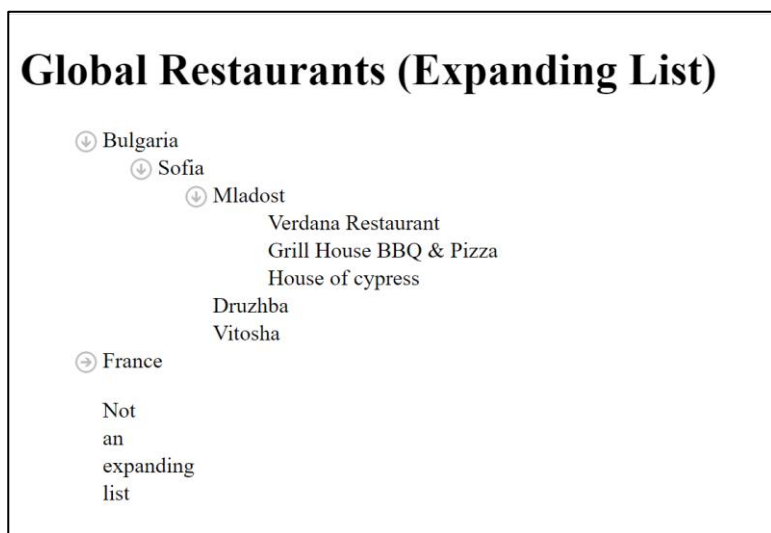 Global Restaurants (Expanding List)
Bulgaria
Sofia
Mladost
Verdana Restaurant
Grill House BBQ & Pizza
House of cypress
Druzhba
Vitosha
France
Not
an
expanding
list